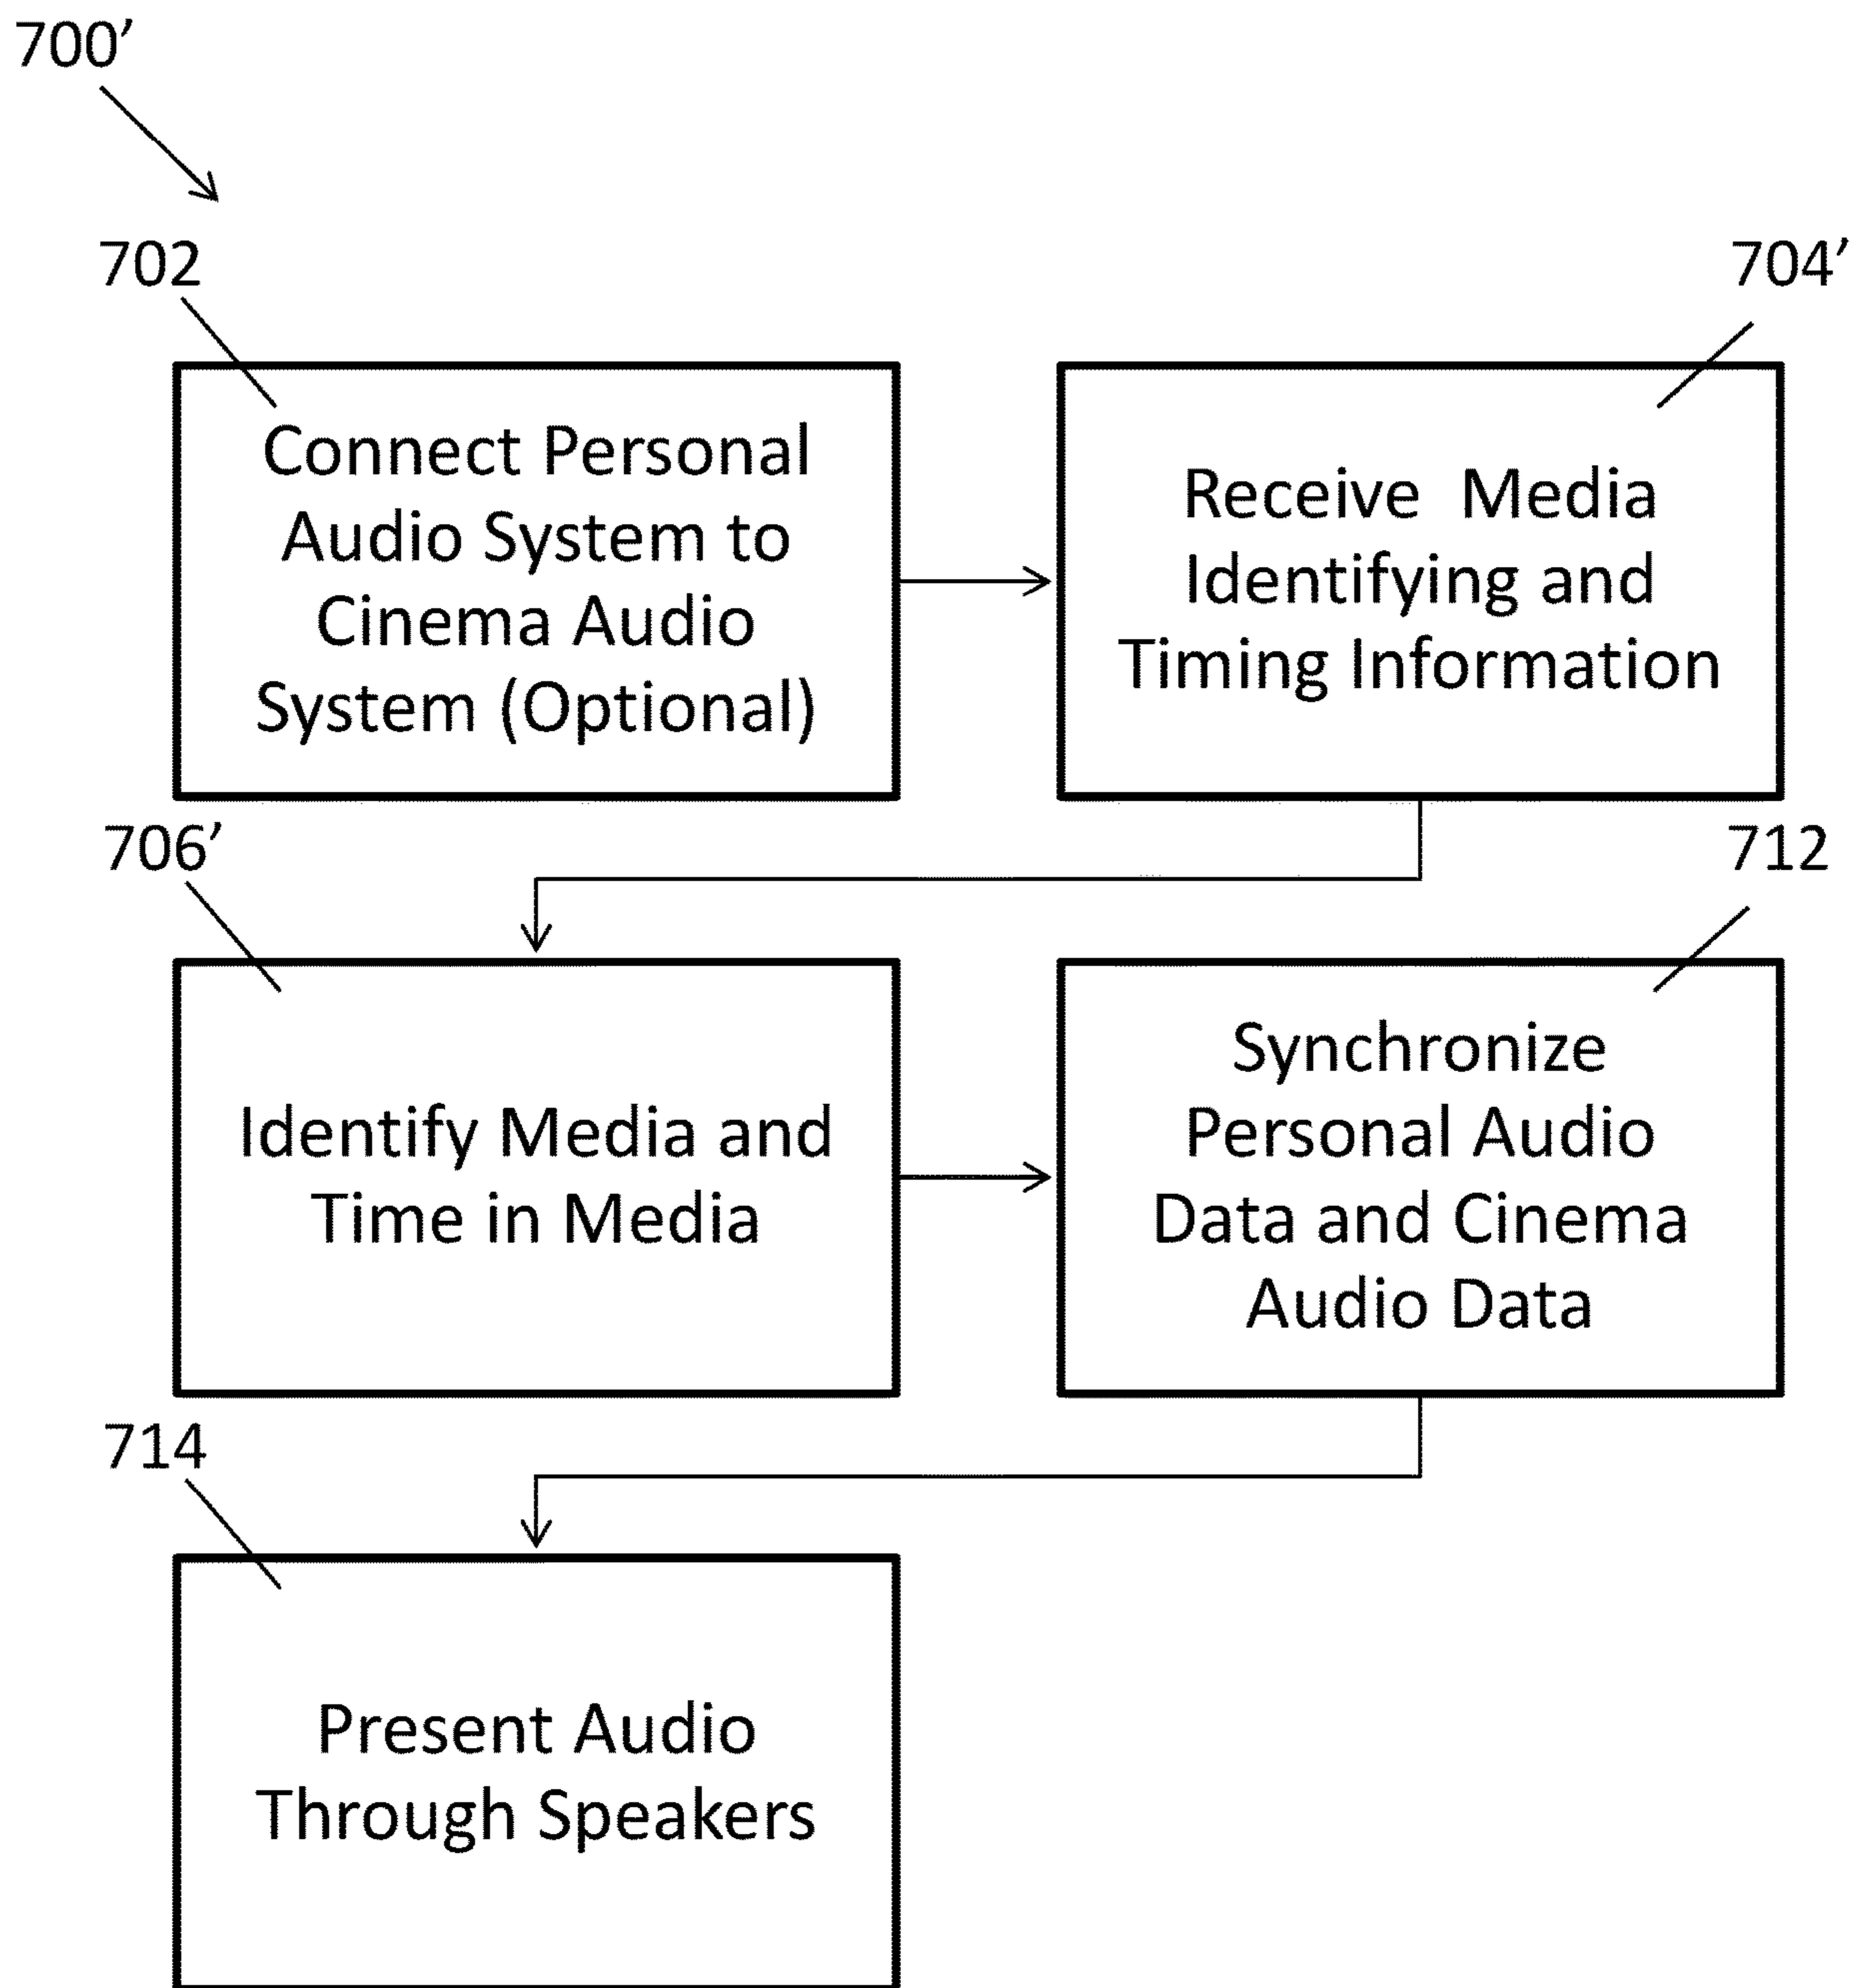 700’
702
704’
Connect Personal
Audio System to
Cinema Audio
System (Optional)
Receive Media
Identifying and
Timing Information
706’
712
Identify Media and
Time in Media
Synchronize
Personal Audio
Data and Cinema
Audio Data
714
Present Audio
Through Speakers